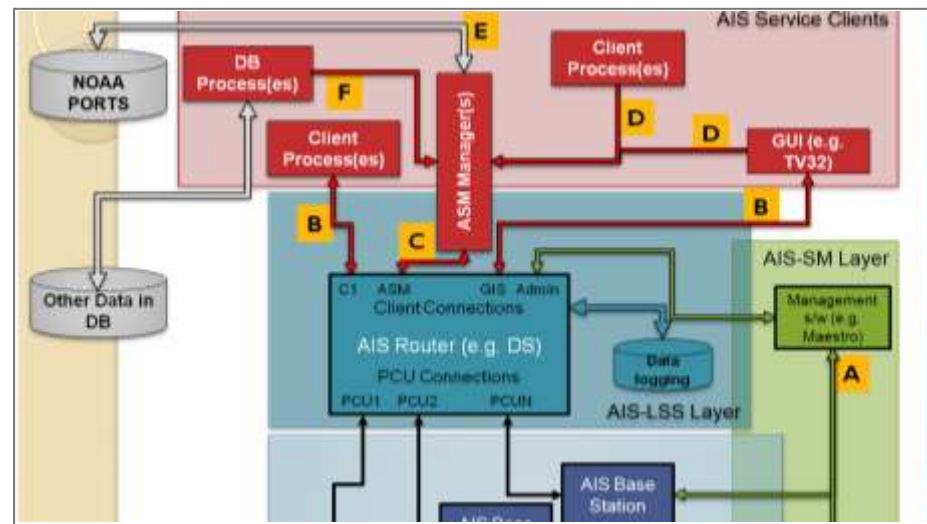 AIS Service Clients
E
NOAA
PORTS
DB
Process(es)
Client
Process(es)
F
ASM Manager(s)
D
D
Client
Process(es)
GUI (e.g.
TV32)
B
B
C
AIS-SM Layer
Other Data in
DB
C1 ASM GIS Admin
Client Connections
Management
s/w (e.g.
Maestro)
AIS Router (e.g. DS)
Data
logging
A
PCU Connections
PCU1 PCU2 PCUN
AIS-LSS Layer
AIS Base
Station
AIS Base